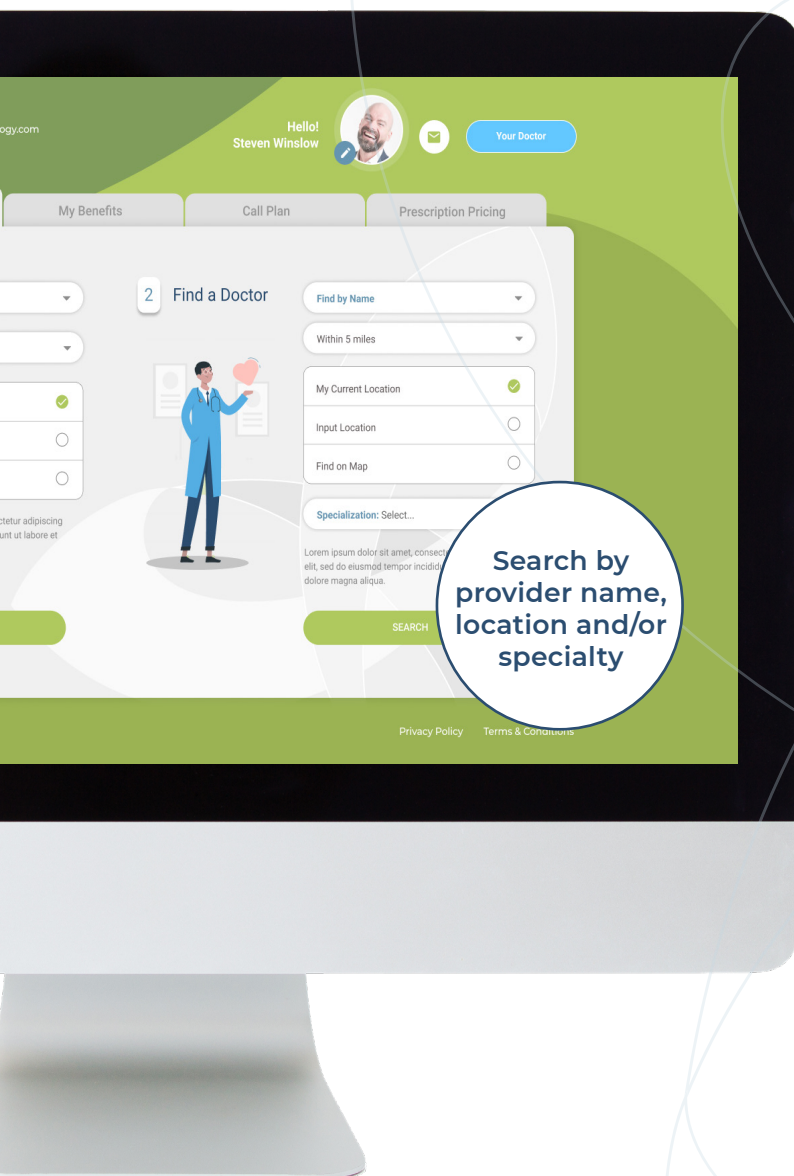 ogy.com
Hello!
Steven Winslow
Your Doctor
My Benefits
Call Plan
Prescription Pricing
2
Find a Doctor
Find by Name
Within 5 miles
My Current Location
Input Location
Find on Map
Specialization: Select...
ctetur adipiscing
unt ut labore et
Lorem ipsum dolor sit amet, consect
elit, sed do eiusmod tempor incididu
dolore magna aliqua.
SEARCH
Search by
provider name,
location and/or
specialty
Privacy Policy
Terms & Conditions